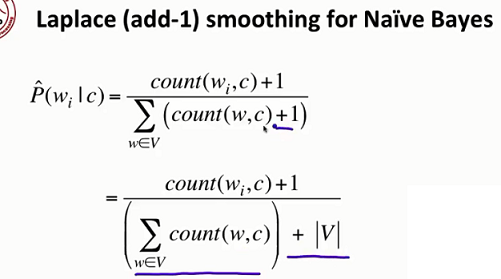 Laplace (add-1) smoothing for Naïve Bayes
P̂(wᵢ | c) = count(wᵢ,c)+1 / ∑w∈V (count(w,c)+1)
= count(wᵢ,c)+1 / (∑w∈V count(w,c)) + |V|